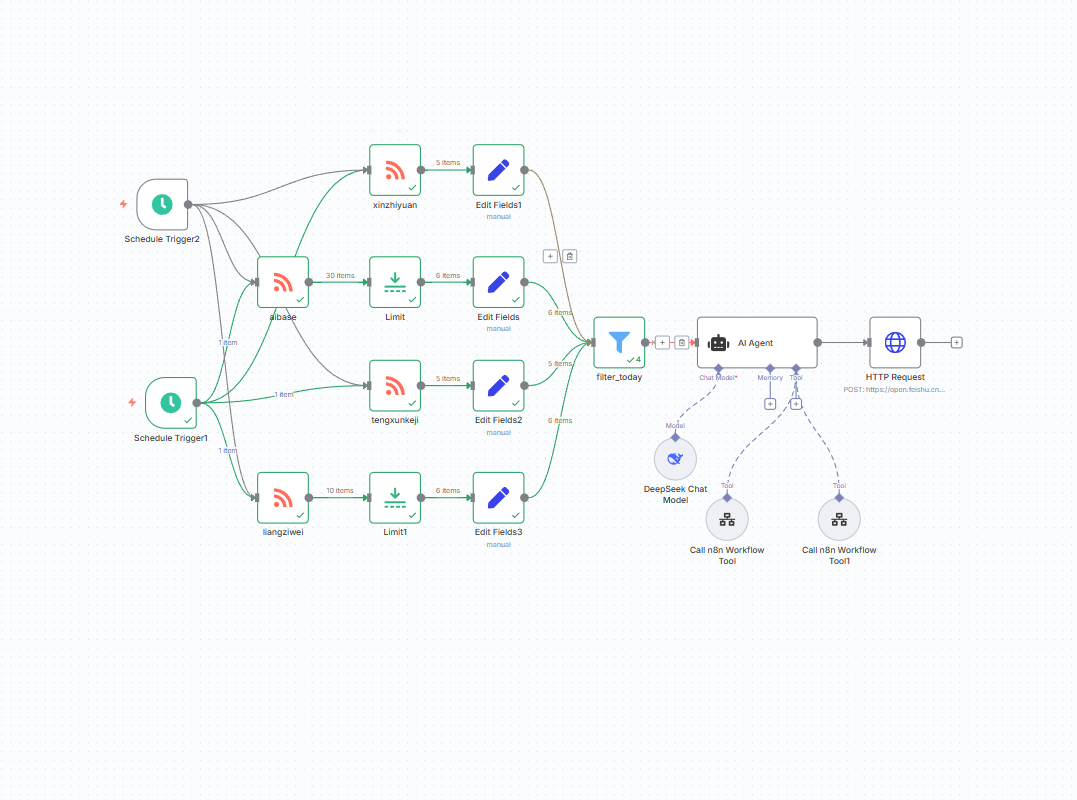 5 items
xinzhiyuan
Edit Fields1
manual
Schedule Trigger2
30 items
6 items
aibase
Limit
Edit Fields
manual
6 items
1 item
filter_today
4
AI Agent
Chat Model*
Memory
Tool
HTTP Request
POST: https://open.feishu.cn...
5 items
5 items
1 item
tengxunkeji
Edit Fields2
manual
6 items
Schedule Trigger1
1 item
Model
DeepSeek Chat
Model
Tool
Tool
10 items
6 items
liangziwei
Limit1
Edit Fields3
manual
Call n8n Workflow
Tool
Call n8n Workflow
Tool1